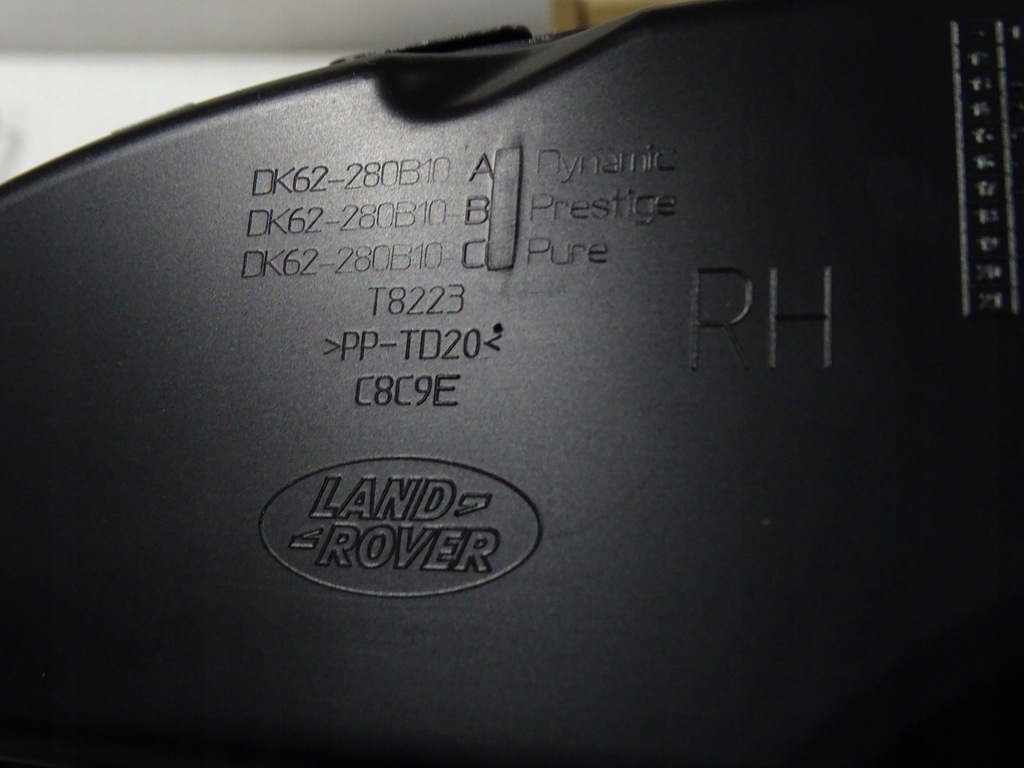 DK62-280B10 A Dynamic
DK62-280B10-B Prestige
DK62-280B10 C Pure
T8223
>PP-TD20<
C8C9E
RH
LAND
ROVER